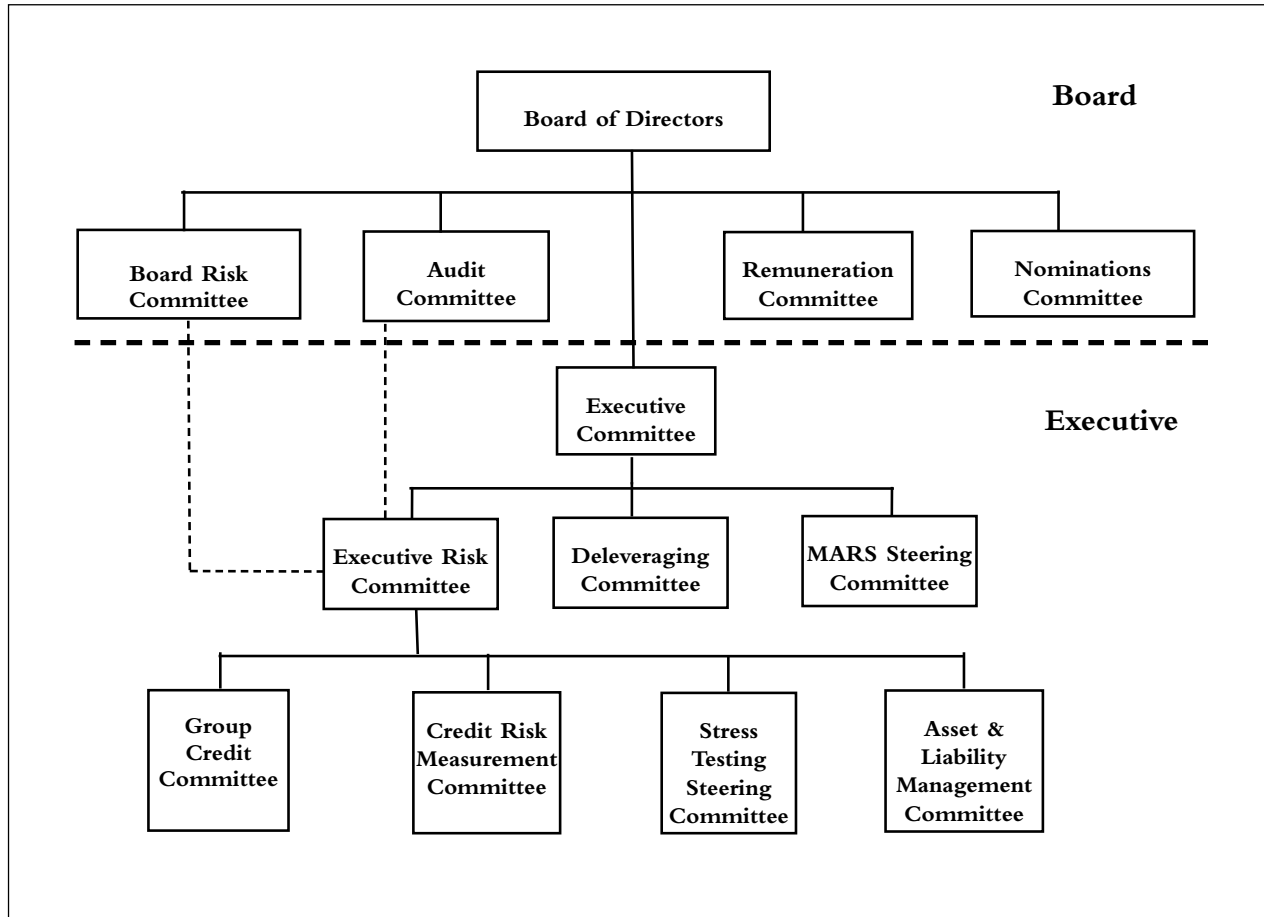 Board
Board of Directors
Board Risk
Committee
Audit
Committee
Remuneration
Committee
Nominations
Committee
Executive
Committee
Executive
Executive Risk
Committee
Deleveraging
Committee
MARS Steering
Committee
Group
Credit
Committee
Credit Risk
Measurement
Committee
Stress
Testing
Steering
Committee
Asset &
Liability
Management
Committee